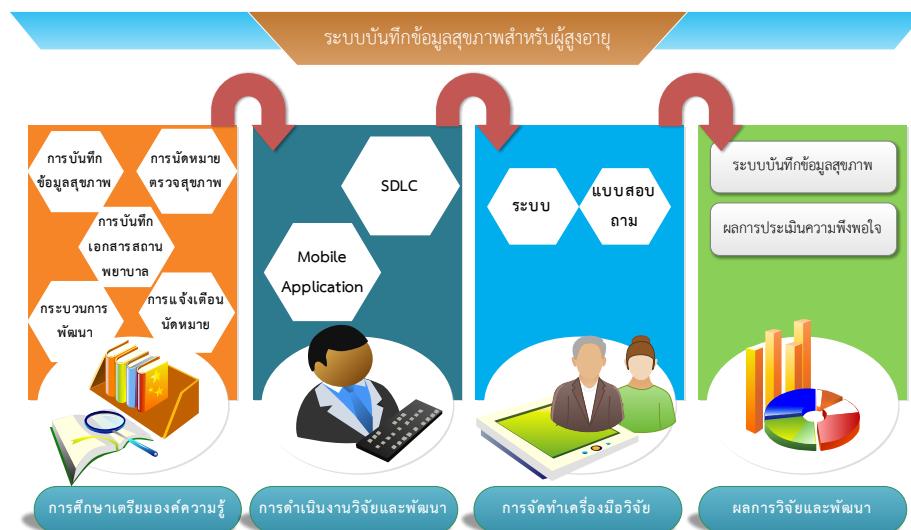 ระบบบันทึกข้อมูลสุขภาพสำหรับผู้สูงอายุ
การบันทึก
ข้อมูลสุขภาพ
การนัดหมาย
ตรวจสุขภาพ
การบันทึก
เอกสารสถาน
พยาบาล
กระบวนการ
พัฒนา
การแจ้งเตือน
นัดหมาย
SDLC
Mobile
Application
ระบบ
แบบสอบ
ถาม
ระบบบันทึกข้อมูลสุขภาพ
ผลการประเมินความพึงพอใจ
การศึกษาเตรียมองค์ความรู้
การดำเนินงานวิจัยและพัฒนา
การจัดทำเครื่องมือวิจัย
ผลการวิจัยและพัฒนา